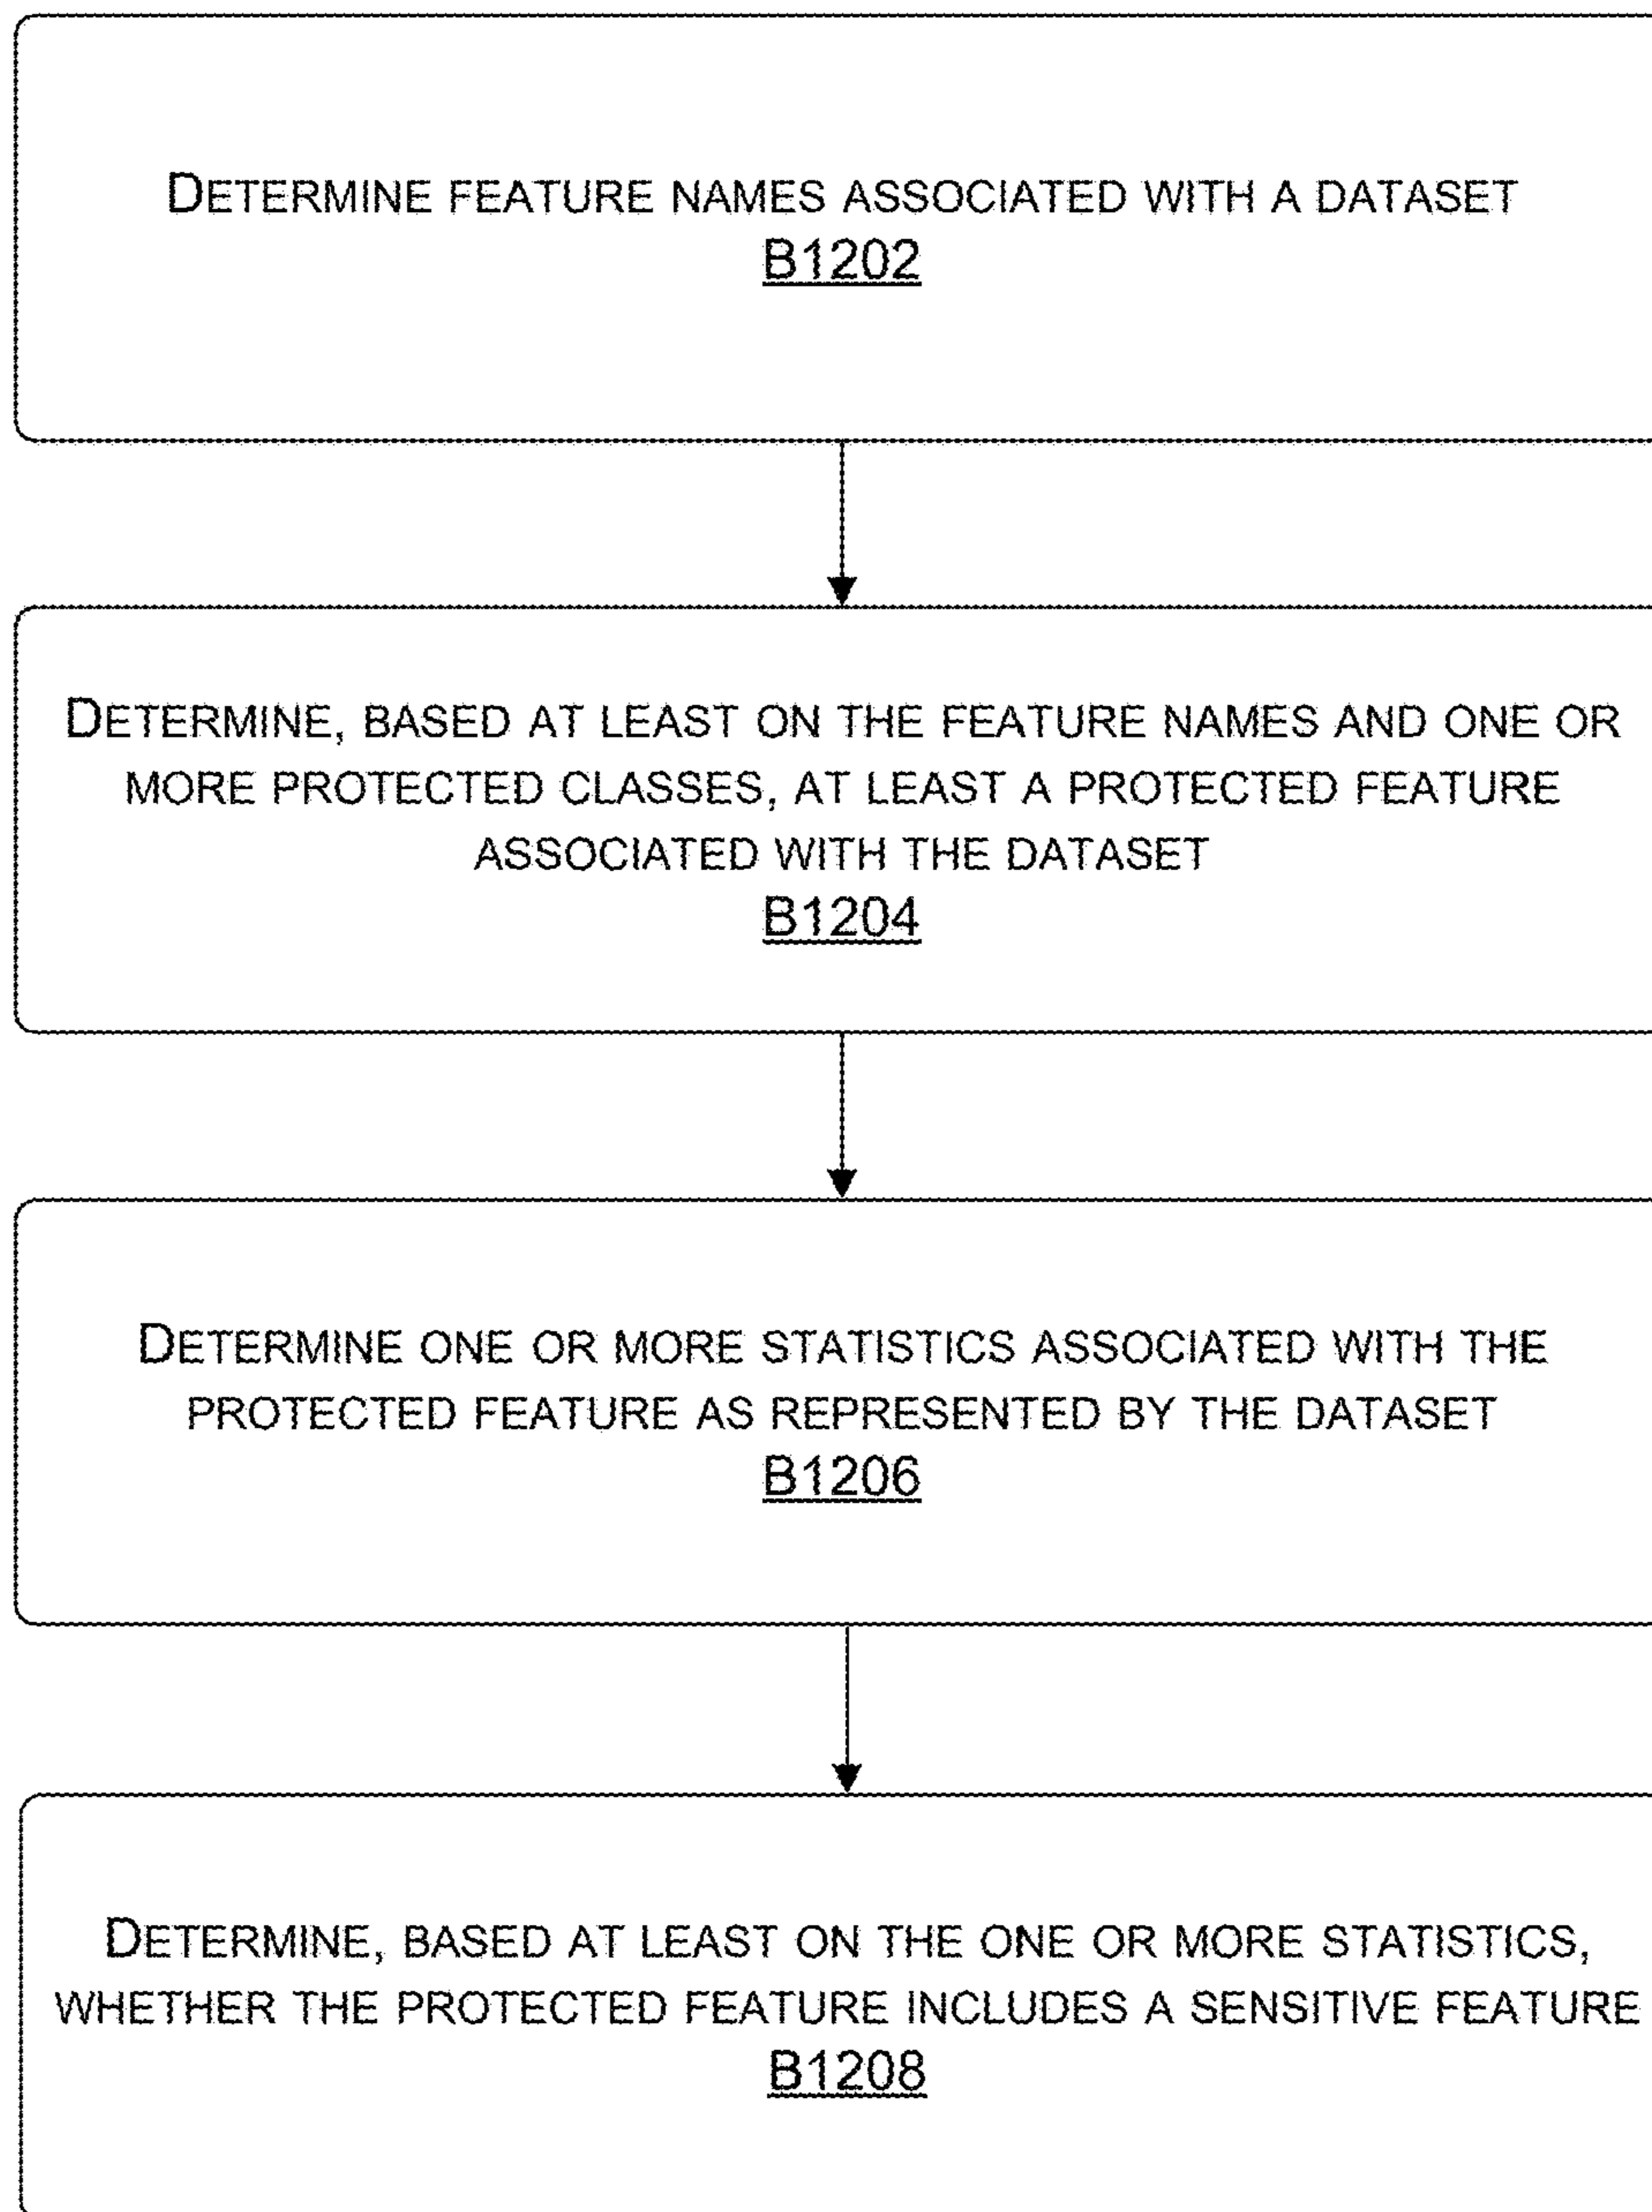 DETERMINE FEATURE NAMES ASSOCIATED WITH A DATASET
B1202
DETERMINE, BASED AT LEAST ON THE FEATURE NAMES AND ONE OR
MORE PROTECTED CLASSES, AT LEAST A PROTECTED FEATURE
ASSOCIATED WITH THE DATASET
B1204
DETERMINE ONE OR MORE STATISTICS ASSOCIATED WITH THE
PROTECTED FEATURE AS REPRESENTED BY THE DATASET
B1206
DETERMINE, BASED AT LEAST ON THE ONE OR MORE STATISTICS,
WHETHER THE PROTECTED FEATURE INCLUDES A SENSITIVE FEATURE
B1208